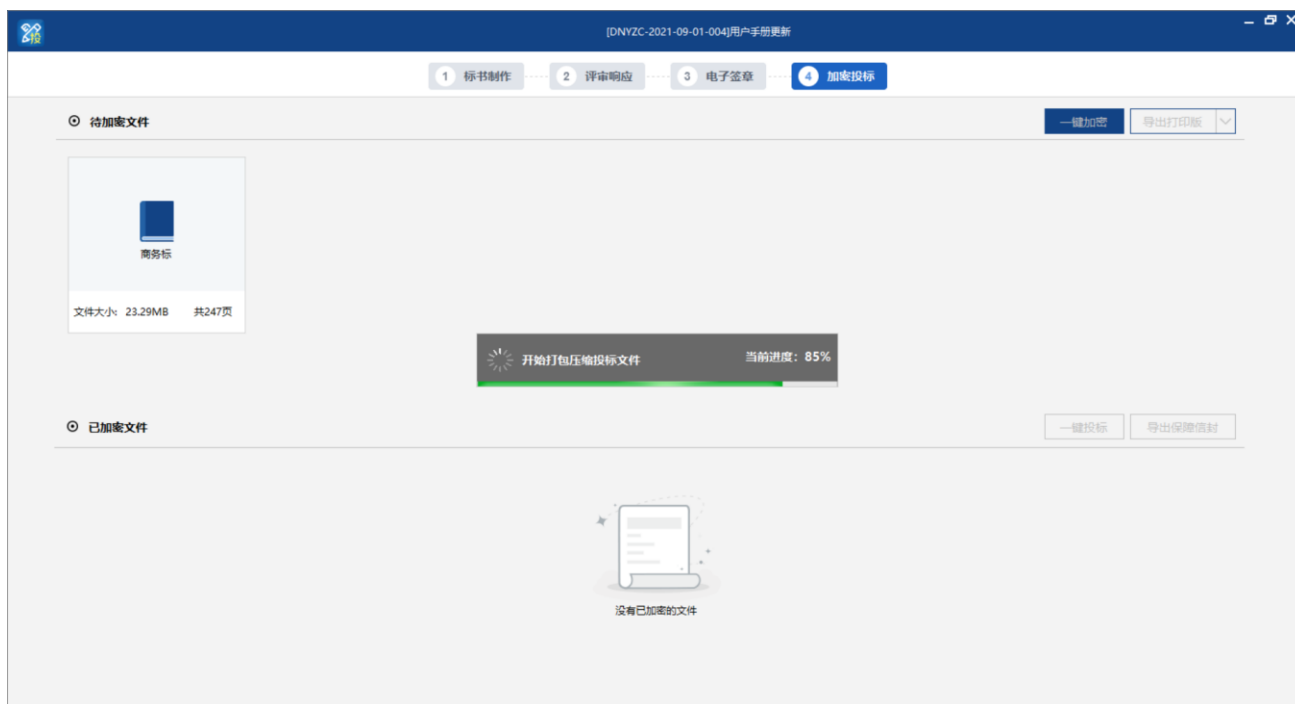 投
[DNYZC-2021-09-01-004]用户手册更新
1 标书制作 2 评审响应 3 电子签章 4 加密投标
待加密文件 一键加密 导出打印版
商务标
文件大小: 23.29MB 共247页
开始打包压缩投标文件 当前进度: 85%
已加密文件 一键投标 导出保障信封
没有已加密的文件